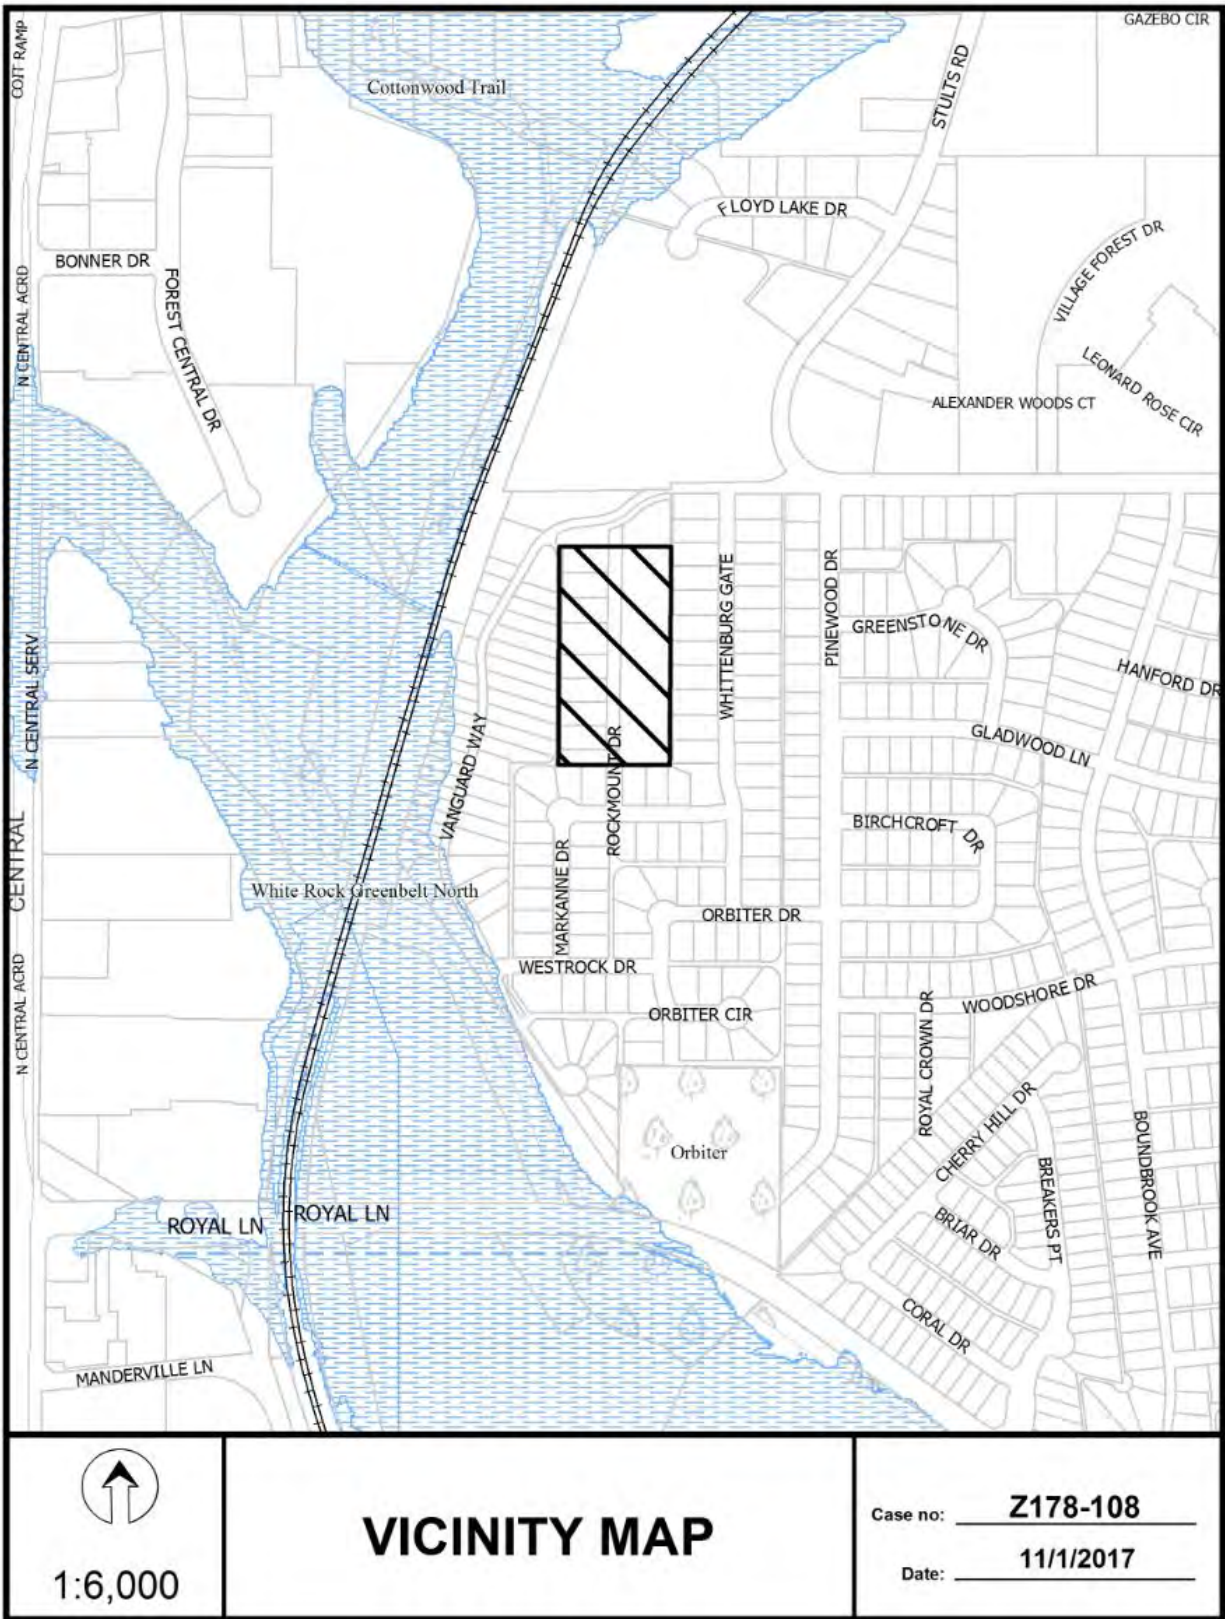 GAZEBO CIR
COIT RAMP
Cottonwood Trail
STULTS RD
FLOYD LAKE DR
BONNER DR
VILLAGE FOREST DR
N CENTRAL ACRD
FOREST CENTRAL DR
LEONARD ROSE CIR
ALEXANDER WOODS CT
WHITTENBURG GATE
PINEWOOD DR
GREENSTONE DR
N CENTRAL SERV
HANFORD DR
VANGUARD WAY
ROCKMOUNT DR
GLADWOOD LN
CENTRAL
BIRCHCROFT DR
White Rock Greenbelt North
MARKANNE DR
ORBITER DR
WESTROCK DR
N CENTRAL ACRD
WOODSHORE DR
ORBITER CIR
ROYAL CROWN DR
CHERRY HILL DR
Orbiter
BOUNDBROOK AVE
BREAKERS PT
ROYAL LN
ROYAL LN
BRIAR DR
CORAL DR
MANDERVILLE LN
1:6,000
VICINITY MAP
Case no: Z178-108
Date: 11/1/2017